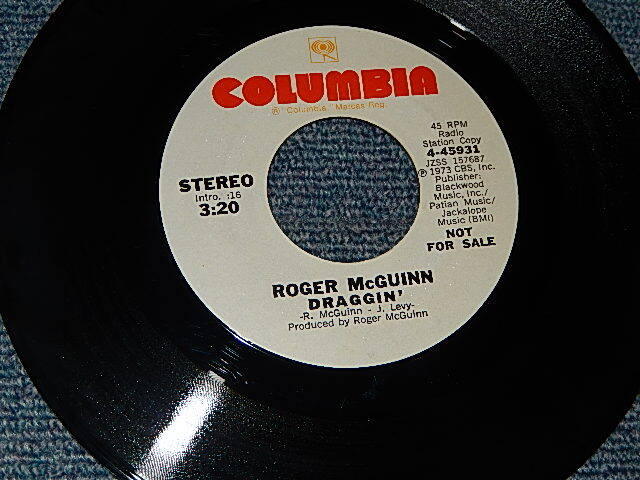 COLUMBIA
® "Columbia" Marcas Reg.
STEREO
Intro. :16
3:20
45 RPM
Radio
Station Copy
4-45931
JZSS 157687
℗ 1973 CBS, Inc.
Publisher:
Blackwood
Music, Inc./
Patian Music/
Jackalope
Music (BMI)
NOT
FOR SALE
ROGER McGUINN
DRAGGIN'
-R. McGuinn - J. Levy-
Produced by Roger McGuinn